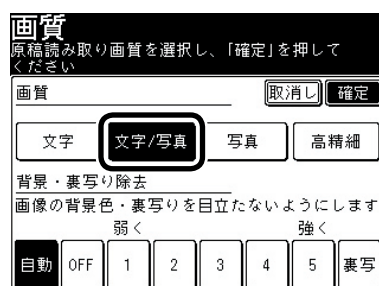 画質
原稿読み取り画質を選択し、「確定」を押して
ください
画質 取消し 確定
文字 文字/写真 写真 高精細
背景・裏写り除去
画像の背景色・裏写りを目立たないようにします
弱く 強く
自動 OFF 1 2 3 4 5 裏写